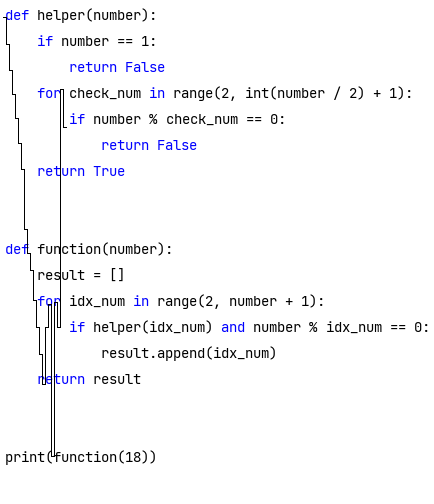 def helper(number):
    if number == 1:
        return False
    for check_num in range(2, int(number / 2) + 1):
        if number % check_num == 0:
            return False
    return True
def function(number):
    result = []
    for idx_num in range(2, number + 1):
        if helper(idx_num) and number % idx_num == 0:
            result.append(idx_num)
    return result
print(function(18))